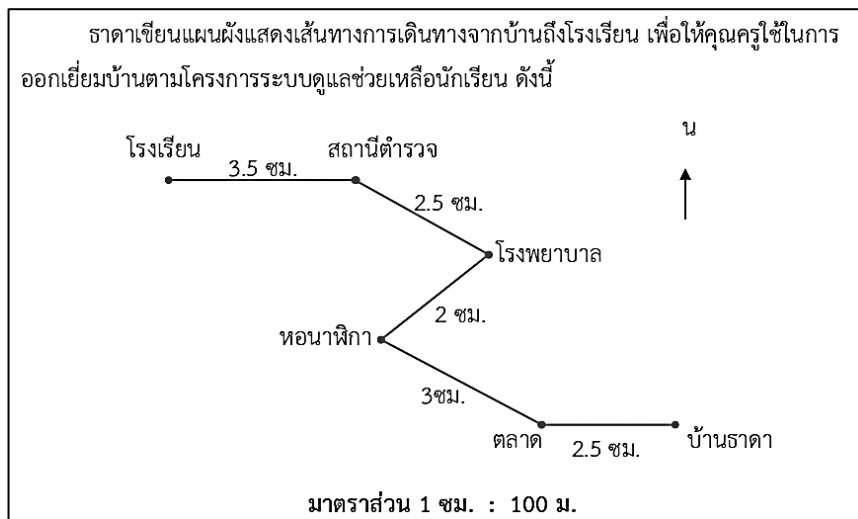 ธาดาเขียนแผนผังแสดงเส้นทางการเดินทางจากบ้านถึงโรงเรียน เพื่อให้คุณครูใช้ในการ
ออกเยี่ยมบ้านตามโครงการระบบดูแลช่วยเหลือนักเรียน ดังนี้
น
โรงเรียน
สถานีตำรวจ
3.5 ซม.
2.5 ซม.
โรงพยาบาล
2 ซม.
หอนาฬิกา
3ซม.
ตลาด
2.5 ซม.
บ้านธาดา
มาตราส่วน 1 ซม. : 100 ม.